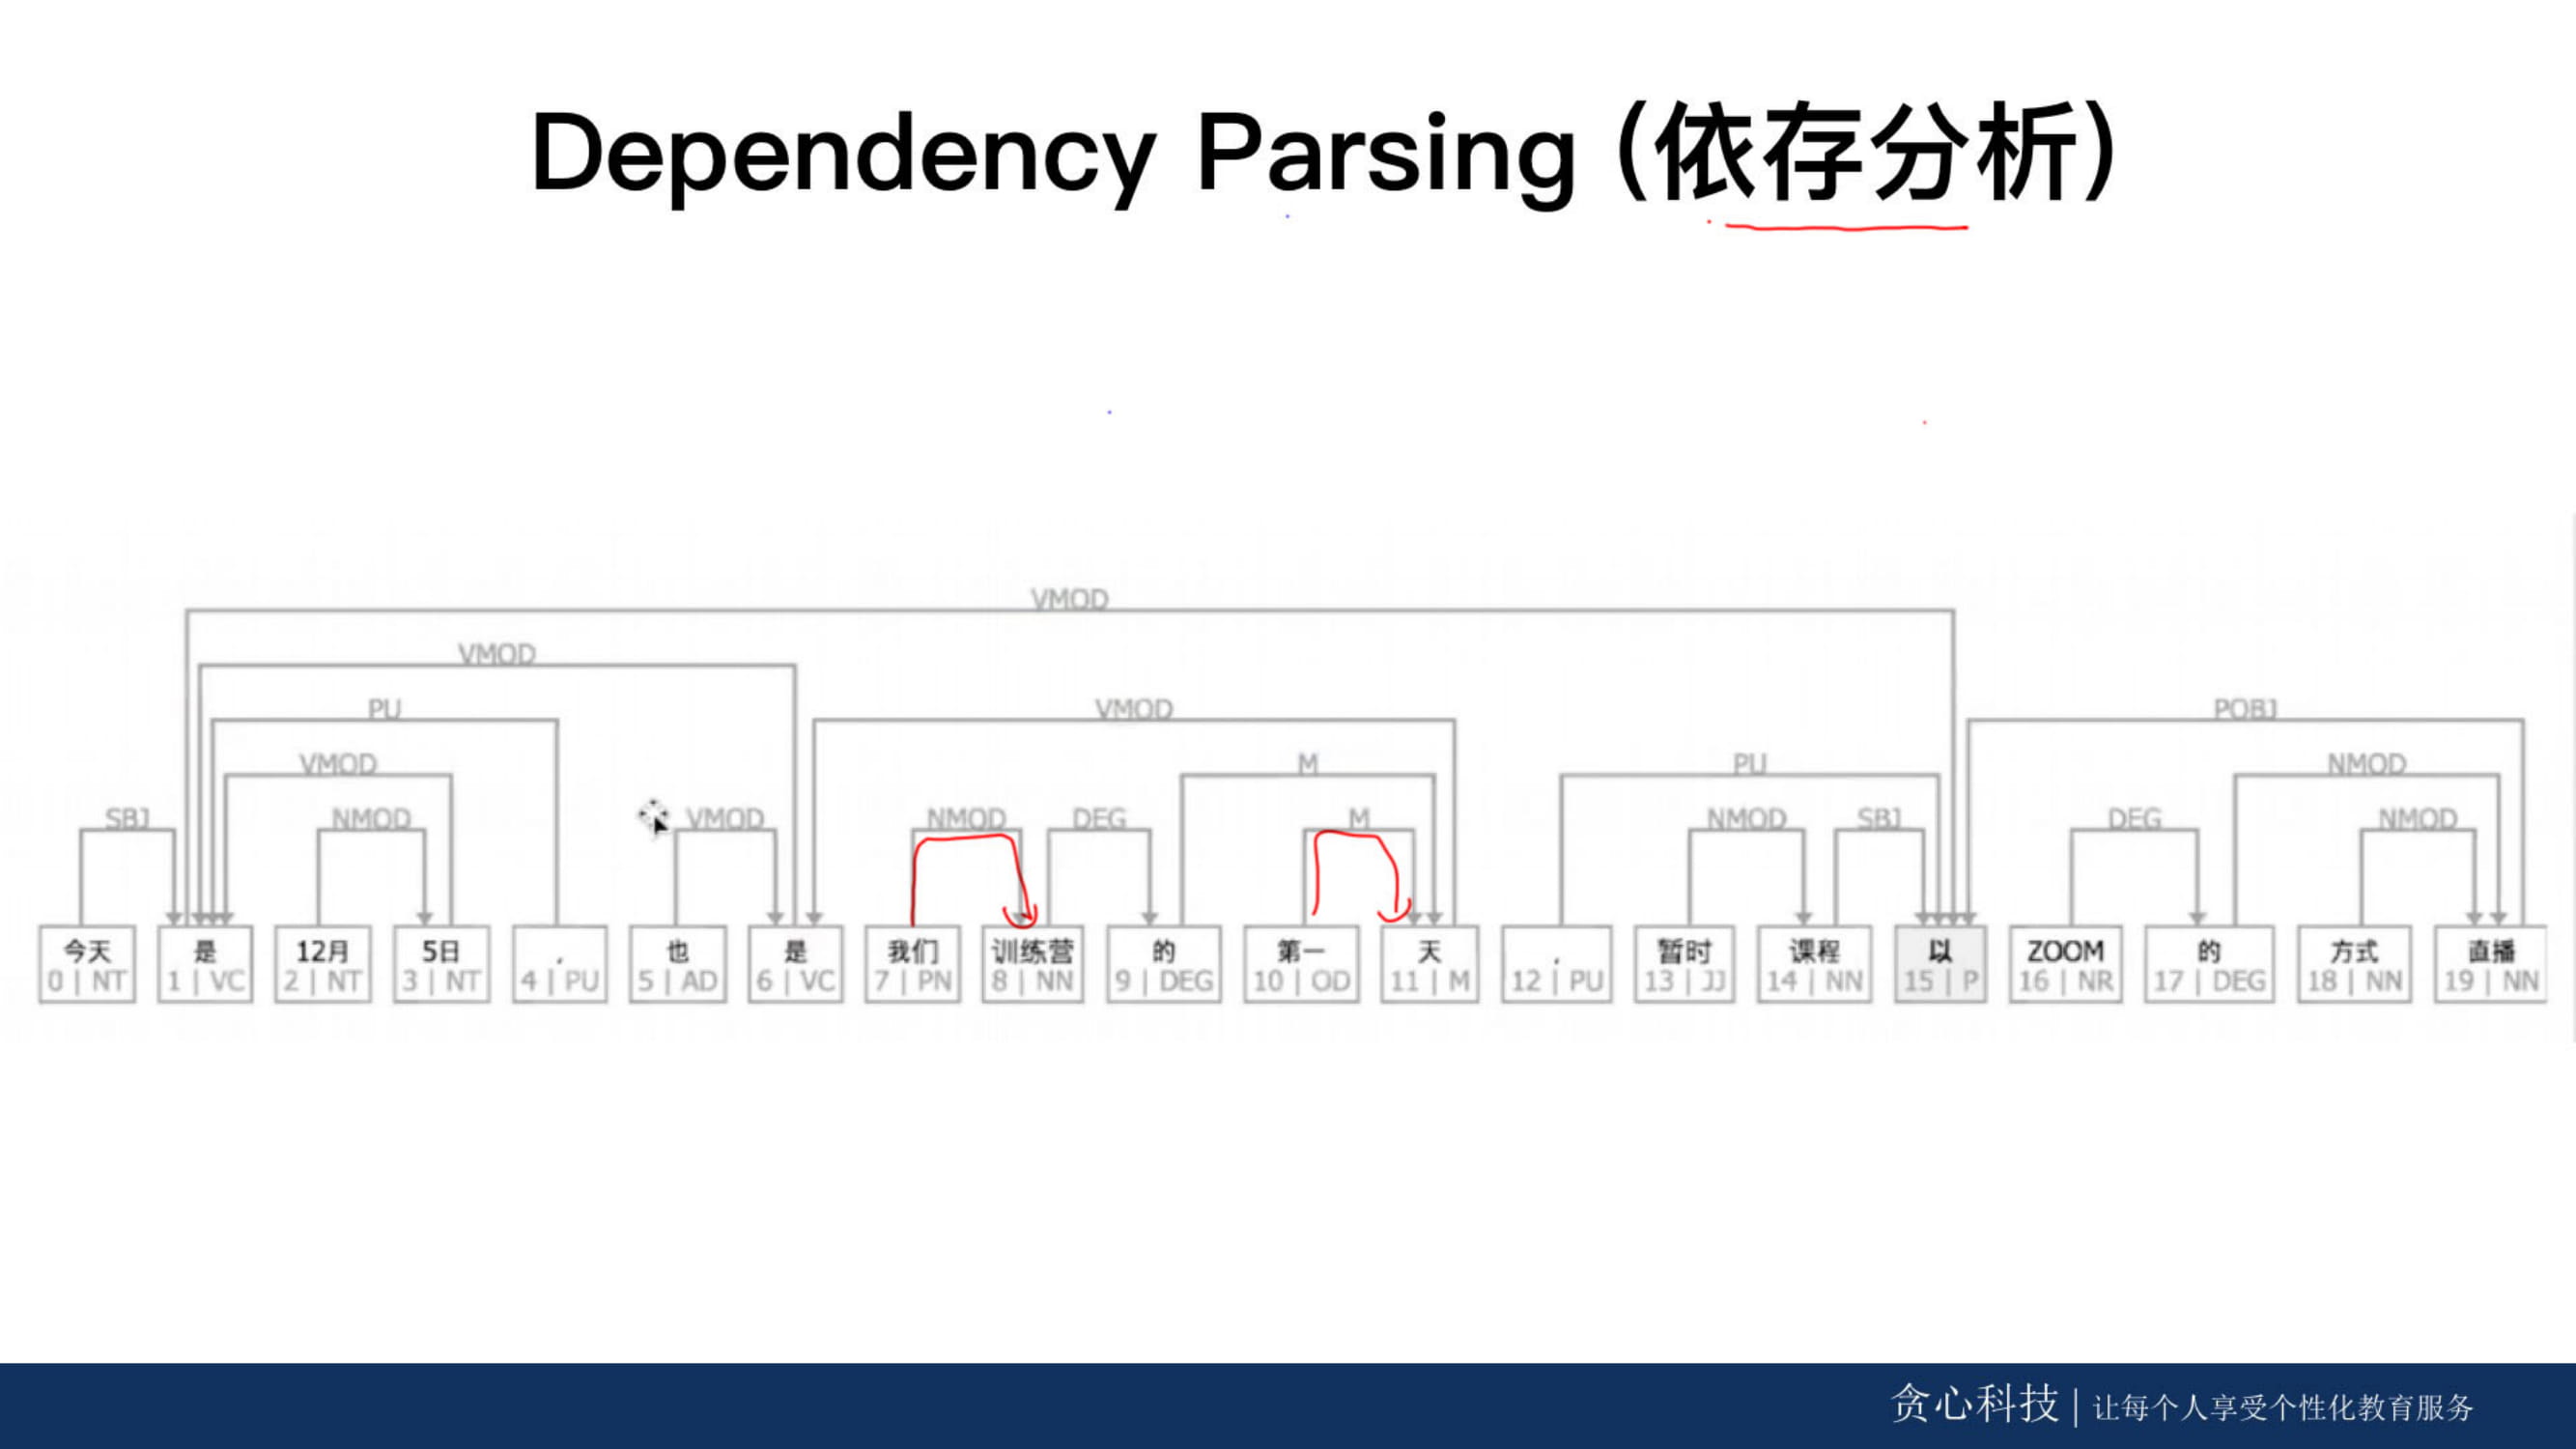 Dependency Parsing (依存分析)
VMOD
VMOD
PU VMOD POBJ
VMOD M PU NMOD
SBJ NMOD VMOD NMOD DEG M NMOD SBJ DEG NMOD
今天 是 12月 5日 , 也 是 我们 训练营 的 第一 天 , 暂时 课程 以 ZOOM 的 方式 直播
0 | NT 1 | VC 2 | NT 3 | NT 4 | PU 5 | AD 6 | VC 7 | PN 8 | NN 9 | DEG 10 | OD 11 | M 12 | PU 13 | JJ 14 | NN 15 | P 16 | NR 17 | DEG 18 | NN 19 | NN
贪心科技 | 让每个人享受个性化教育服务